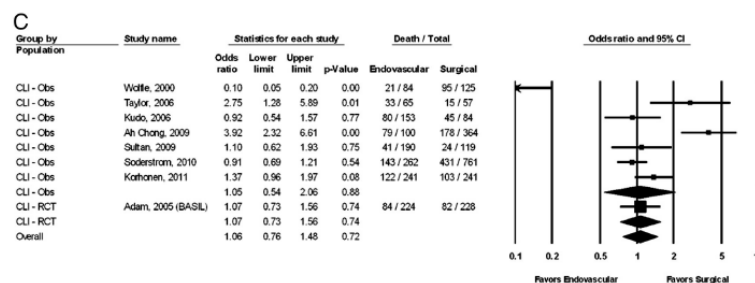 C
Group by Study name Statistics for each study Death / Total Odds ratio and 95% CI
Population
Odds Lower Upper
ratio limit limit p-Value Endovascular Surgical
CLI - Obs Wolfle, 2000 0.10 0.05 0.20 0.00 21 / 84 95 / 125
CLI - Obs Taylor, 2006 2.75 1.28 5.89 0.01 33 / 65 15 / 57
CLI - Obs Kudo, 2006 0.92 0.54 1.57 0.77 80 / 153 45 / 84
CLI - Obs Ah Chong, 2009 3.92 2.32 6.61 0.00 79 / 100 178 / 364
CLI - Obs Sultan, 2009 1.10 0.62 1.93 0.75 41 / 190 24 / 119
CLI - Obs Soderstrom, 2010 0.91 0.69 1.21 0.54 143 / 262 431 / 761
CLI - Obs Korhonen, 2011 1.37 0.96 1.97 0.08 122 / 241 103 / 241
CLI - Obs 1.05 0.54 2.06 0.88
CLI - RCT Adam, 2005 (BASIL) 1.07 0.73 1.56 0.74 84 / 224 82 / 228
CLI - RCT 1.07 0.73 1.56 0.74
Overall 1.06 0.76 1.48 0.72
0.1 0.2 0.5 1 2 5
Favors Endovascular Favors Surgical